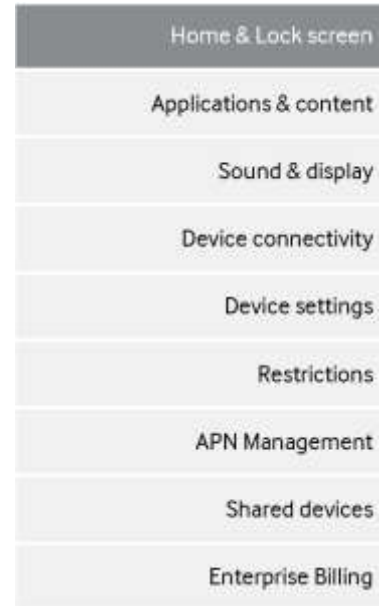 Home & Lock screen
Applications & content
Sound & display
Device connectivity
Device settings
Restrictions
APN Management
Shared devices
Enterprise Billing